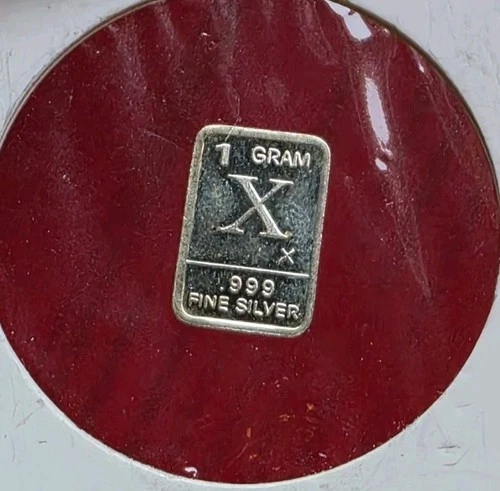 1 GRAM
X
x
.999
FINE SILVER